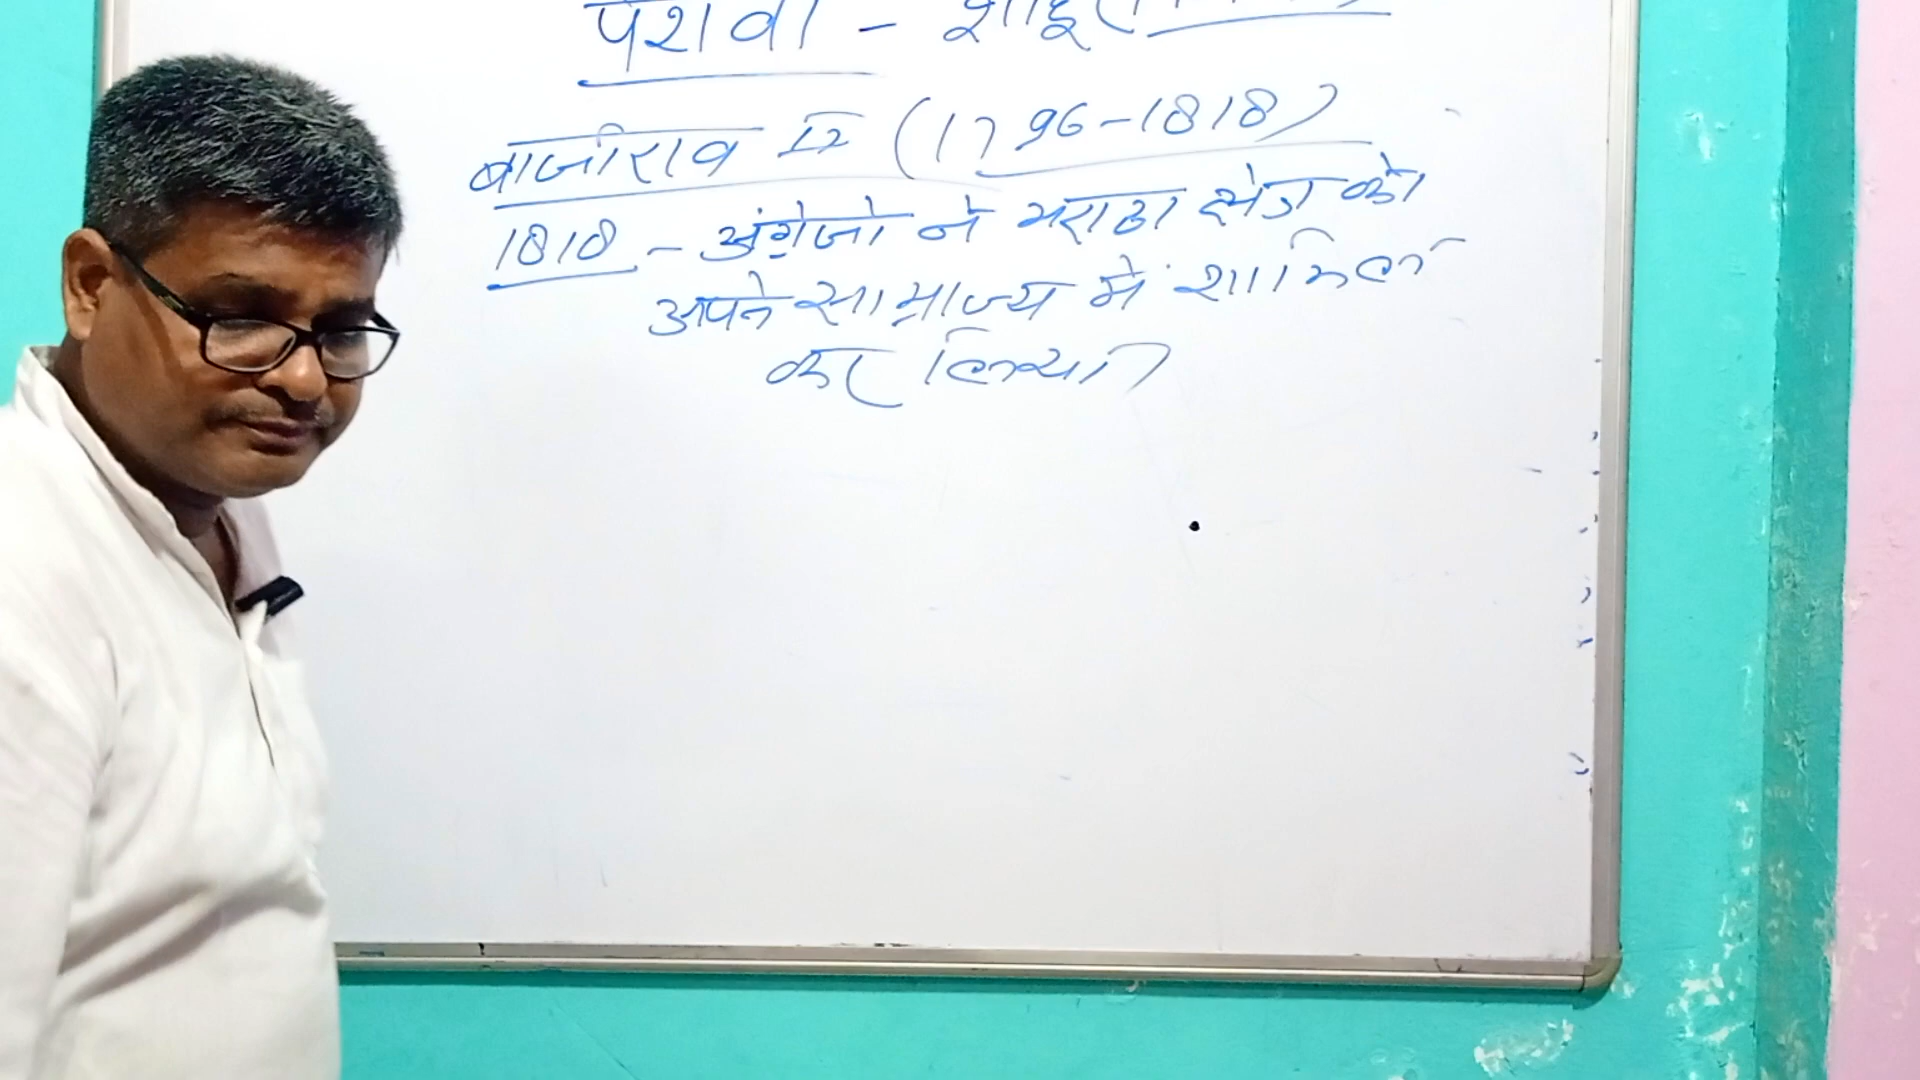 पेशवा - शाहू
बाजीराव II (1796-1818)
1818 - अंग्रेजो ने मराठा क्षेत्र को
अपने साम्राज्य में शामिल
कर लिया